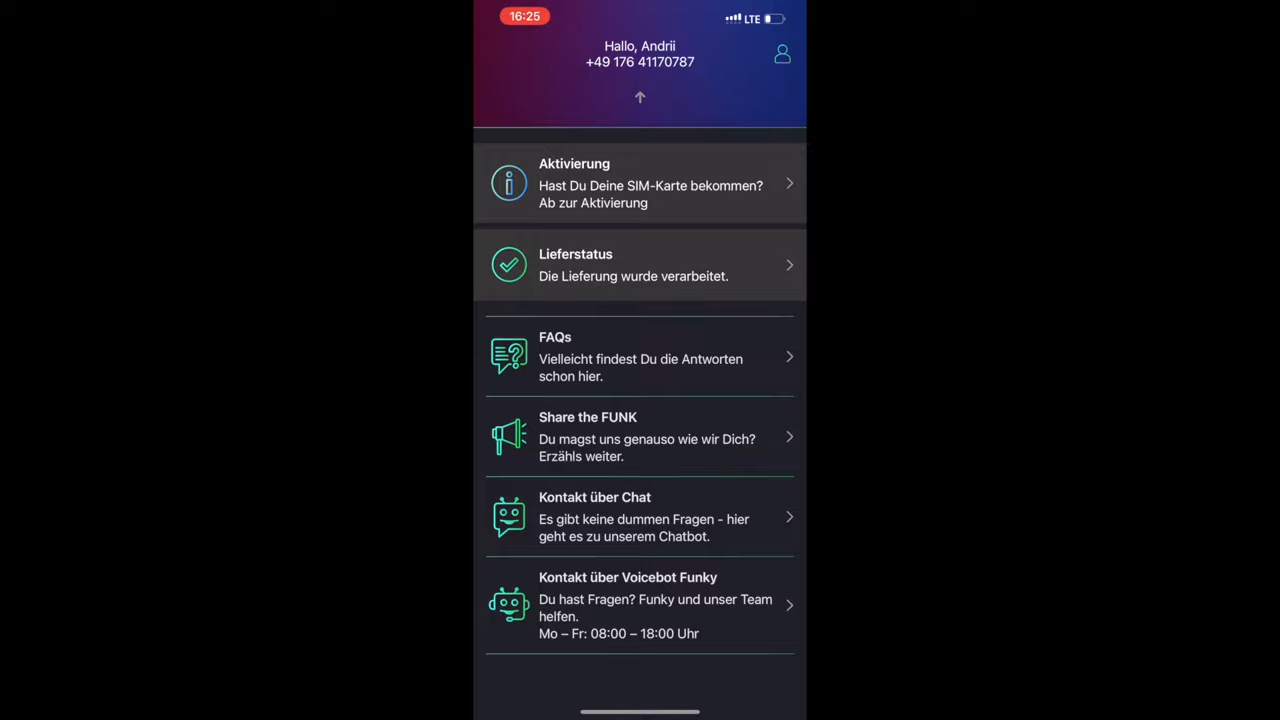 16:25
LTE
Hallo, Andrii
+49 176 41170787
Aktivierung
Hast Du Deine SIM-Karte bekommen?
Ab zur Aktivierung
Lieferstatus
Die Lieferung wurde verarbeitet.
FAQs
Vielleicht findest Du die Antworten
schon hier.
Share the FUNK
Du magst uns genauso wie wir Dich?
Erzähls weiter.
Kontakt über Chat
Es gibt keine dummen Fragen - hier
geht es zu unserem Chatbot.
Kontakt über Voicebot Funky
Du hast Fragen? Funky und unser Team
helfen.
Mo – Fr: 08:00 – 18:00 Uhr